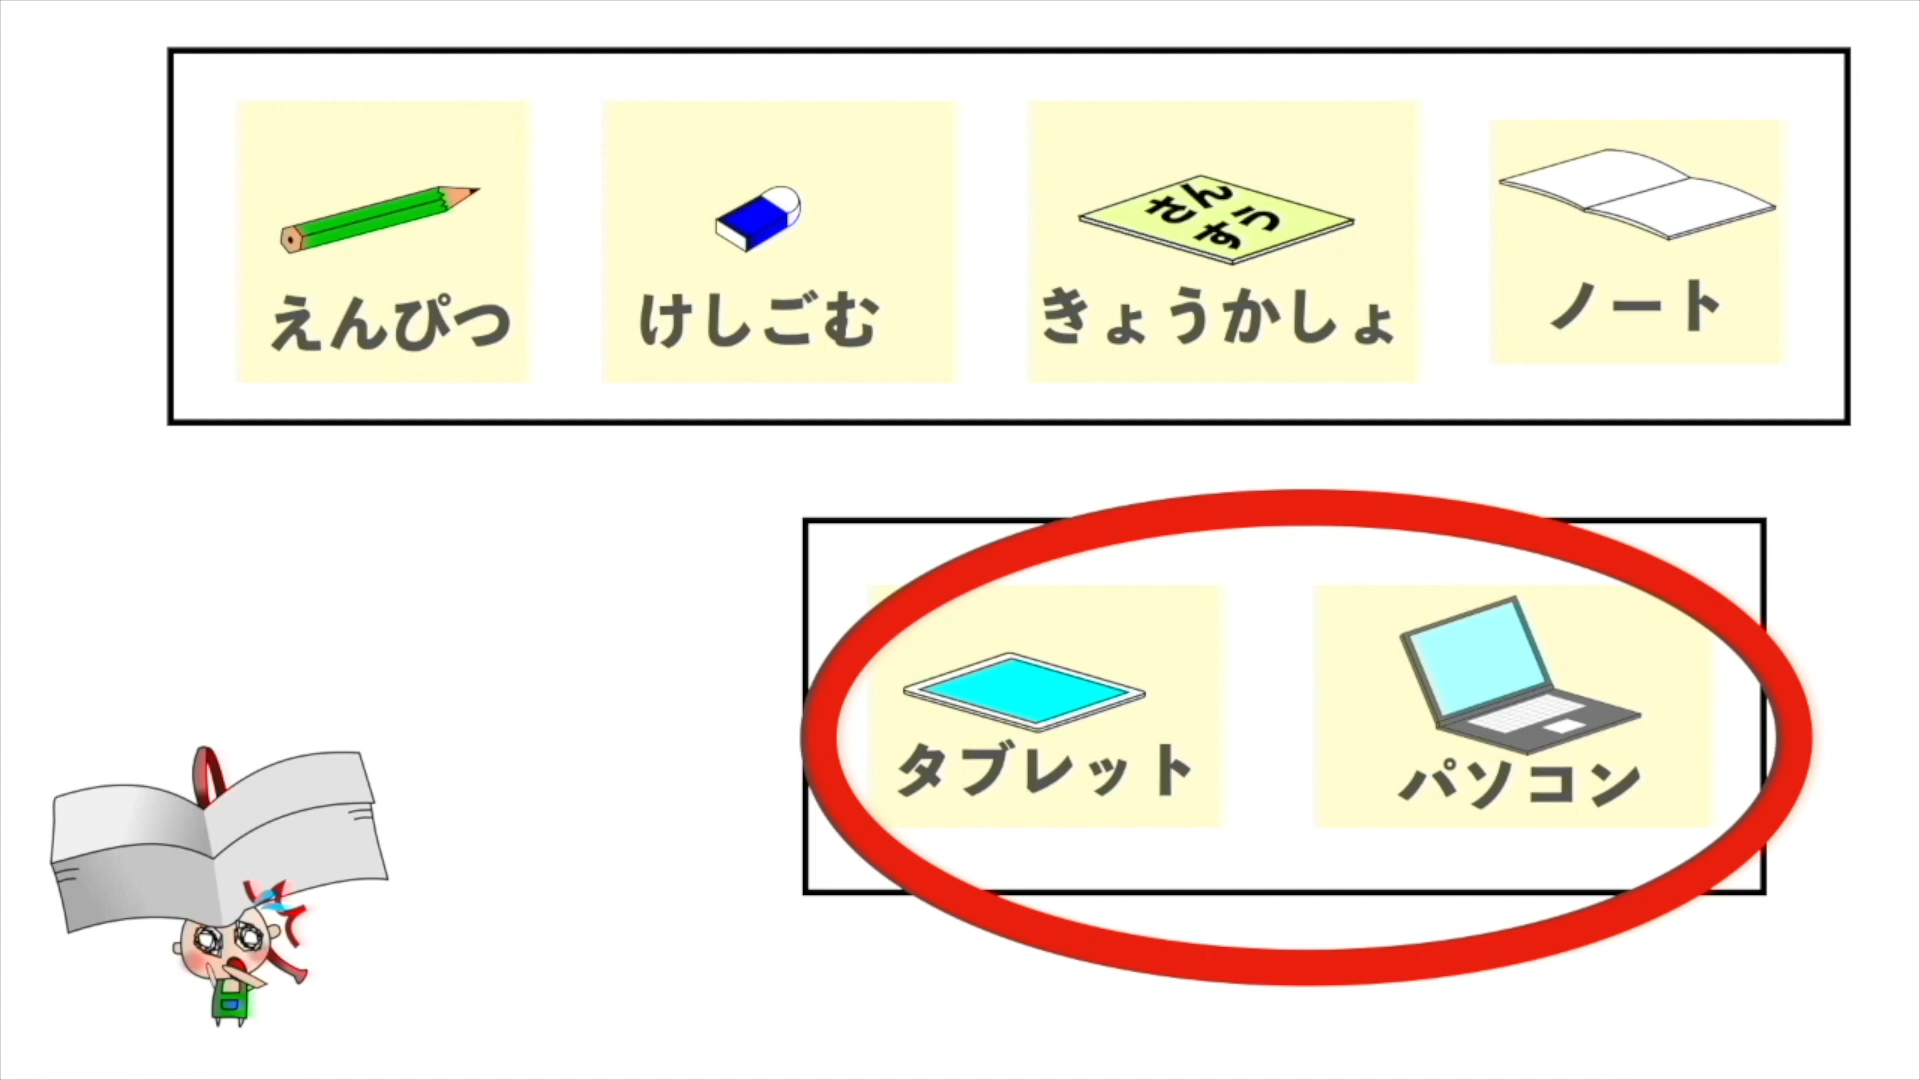 さん
すう
えんぴつ
けしごむ
きょうかしょ
ノート
タブレット
パソコン